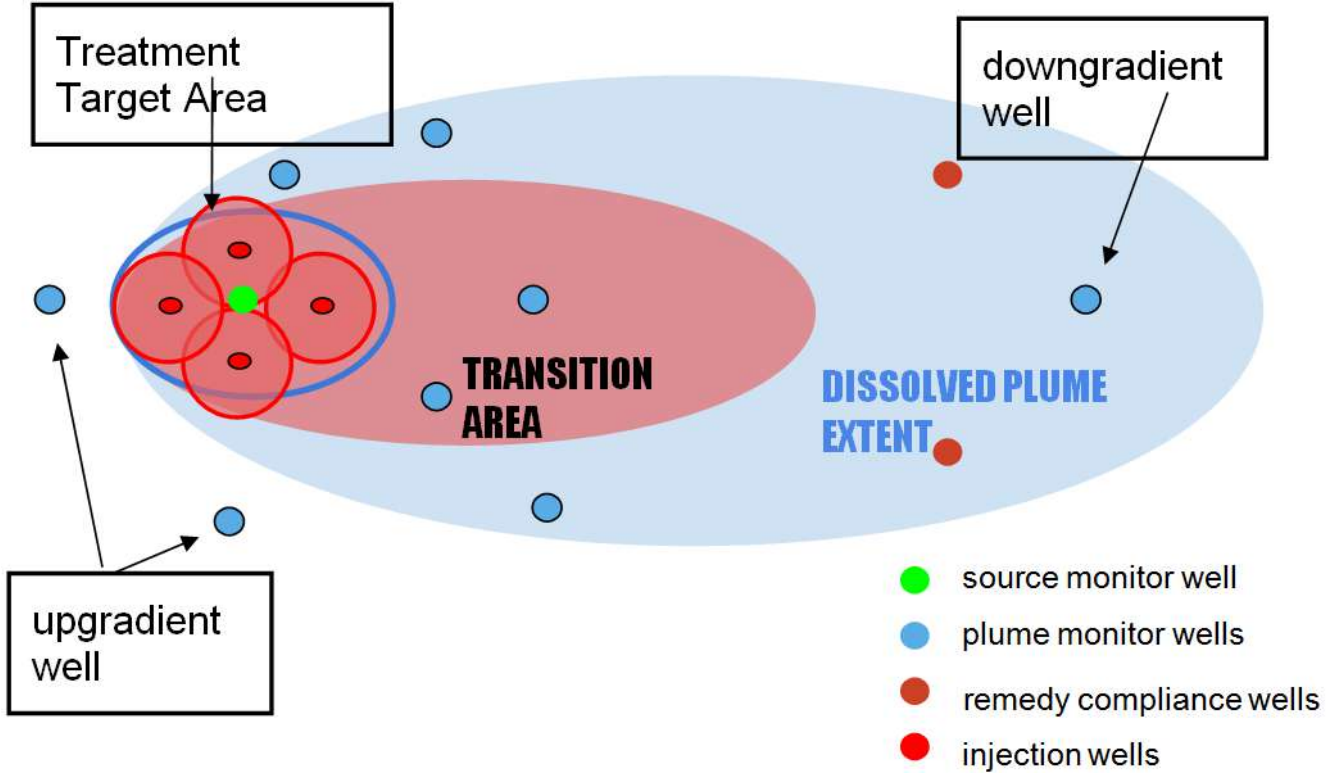 Treatment
Target Area
downgradient
well
TRANSITION
AREA
DISSOLVED PLUME
EXTENT
upgradient
well
source monitor well
plume monitor wells
remedy compliance wells
injection wells